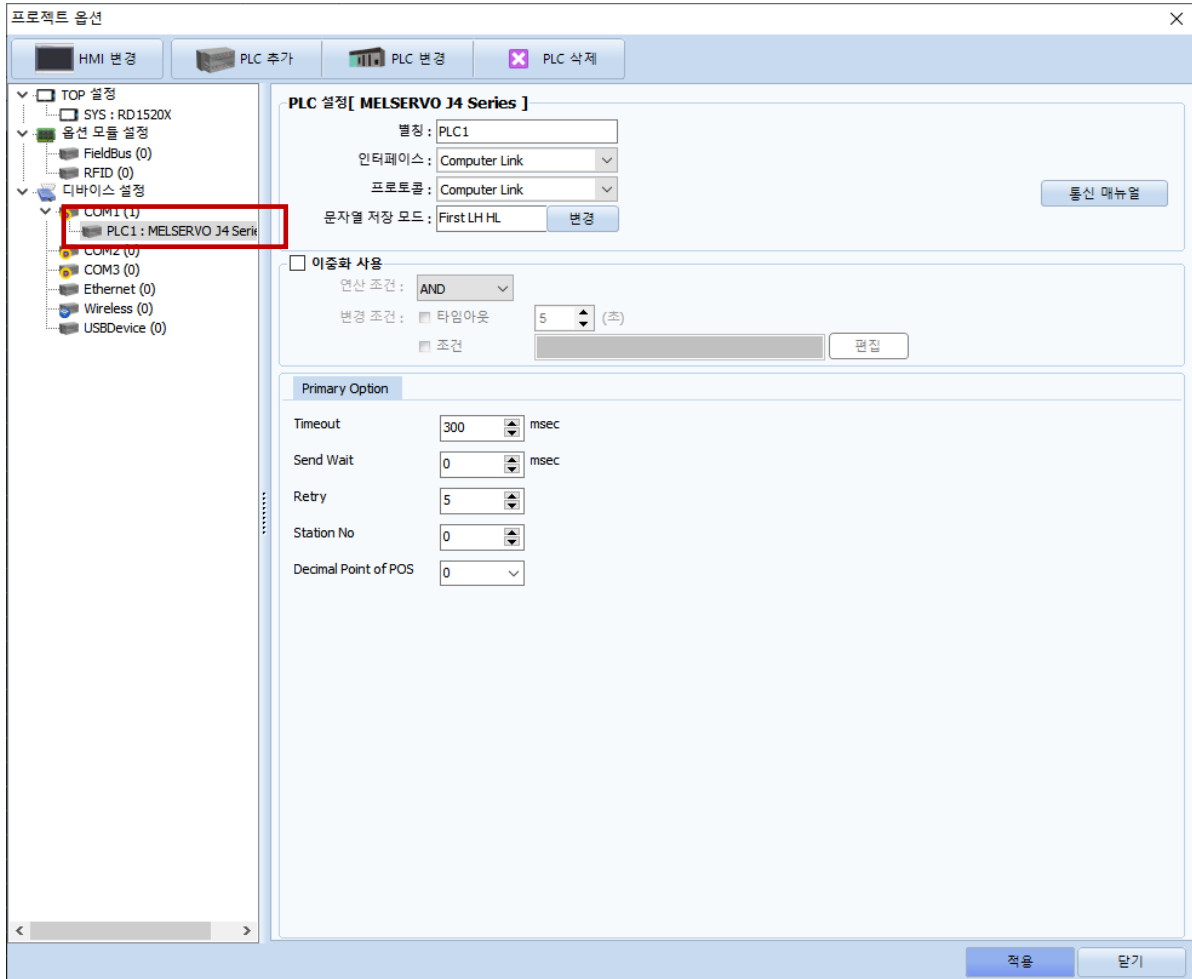 프로젝트 옵션
HMI 변경 PLC 추가 PLC 변경 PLC 삭제
TOP 설정
SYS : RD1520X
옵션 모듈 설정
FieldBus (0)
RFID (0)
디바이스 설정
COM1 (1)
PLC1 : MELSERVO J4 Serie
COM2 (0)
COM3 (0)
Ethernet (0)
Wireless (0)
USBDevice (0)
PLC 설정[ MELSERVO J4 Series ]
별칭 : PLC1
인터페이스 : Computer Link
프로토콜 : Computer Link
통신 매뉴얼
문자열 저장 모드 : First LH HL 변경
이중화 사용
연산 조건 : AND
변경 조건 : 타임아웃 5 (초)
조건 편집
Primary Option
Timeout 300 msec
Send Wait 0 msec
Retry 5
Station No 0
Decimal Point of POS 0
적용 닫기